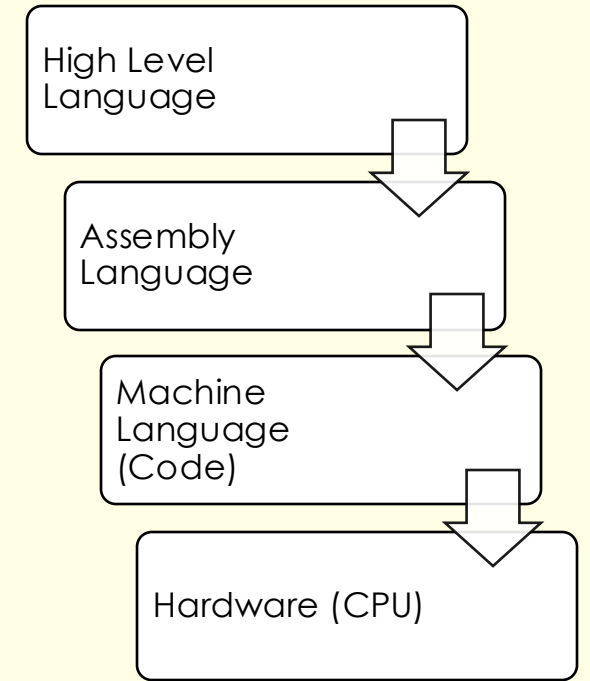 High Level
Language
Assembly
Language
Machine
Language
(Code)
Hardware (CPU)